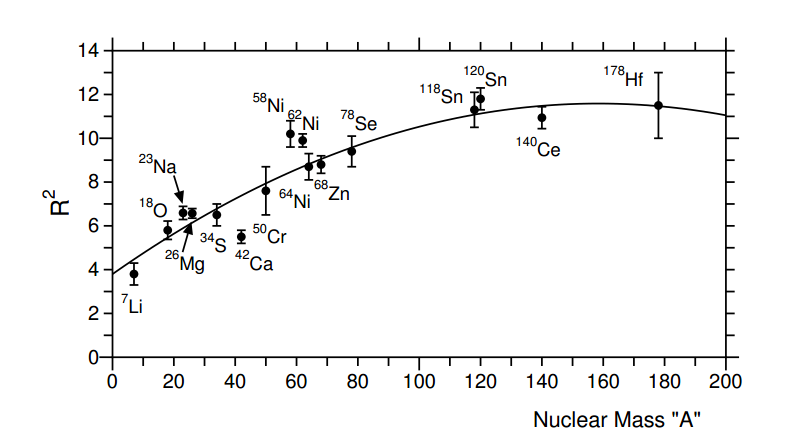 14
12
10
8
6
4
2
0
R²
0 20 40 60 80 100 120 140 160 180 200
Nuclear Mass "A"
⁷Li
¹⁸O
²³Na
²⁶Mg
³⁴S
⁴²Ca
⁵⁰Cr
⁵⁸Ni
⁶²Ni
⁶⁴Ni
⁶⁸Zn
⁷⁸Se
¹¹⁸Sn
¹²⁰Sn
¹⁴⁰Ce
¹⁷⁸Hf